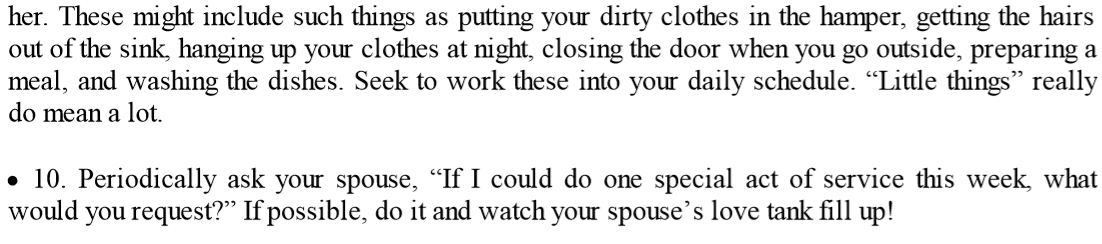 her. These might include such things as putting your dirty clothes in the hamper, getting the hairs
out of the sink, hanging up your clothes at night, closing the door when you go outside, preparing a
meal, and washing the dishes. Seek to work these into your daily schedule. “Little things” really
do mean a lot.
• 10. Periodically ask your spouse, “If I could do one special act of service this week, what
would you request?” If possible, do it and watch your spouse’s love tank fill up!